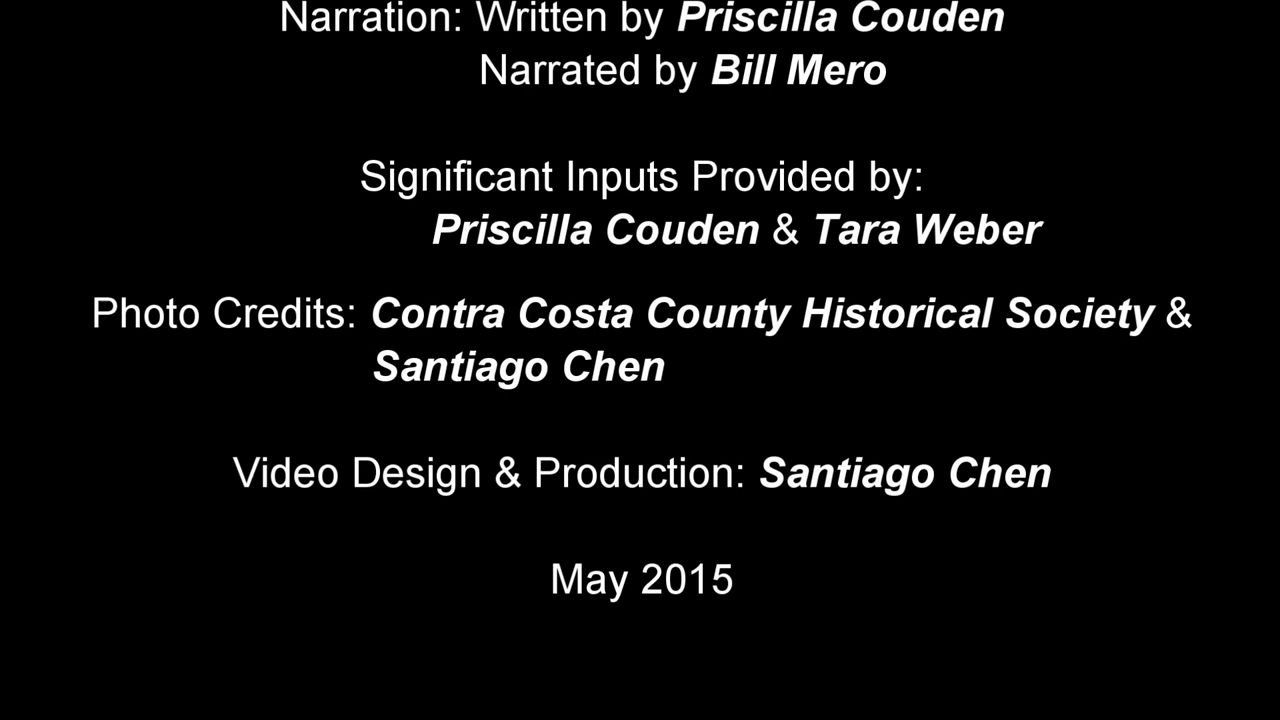 Narration: Written by Priscilla Couden
Narrated by Bill Mero
Significant Inputs Provided by:
Priscilla Couden & Tara Weber
Photo Credits: Contra Costa County Historical Society &
Santiago Chen
Video Design & Production: Santiago Chen
May 2015